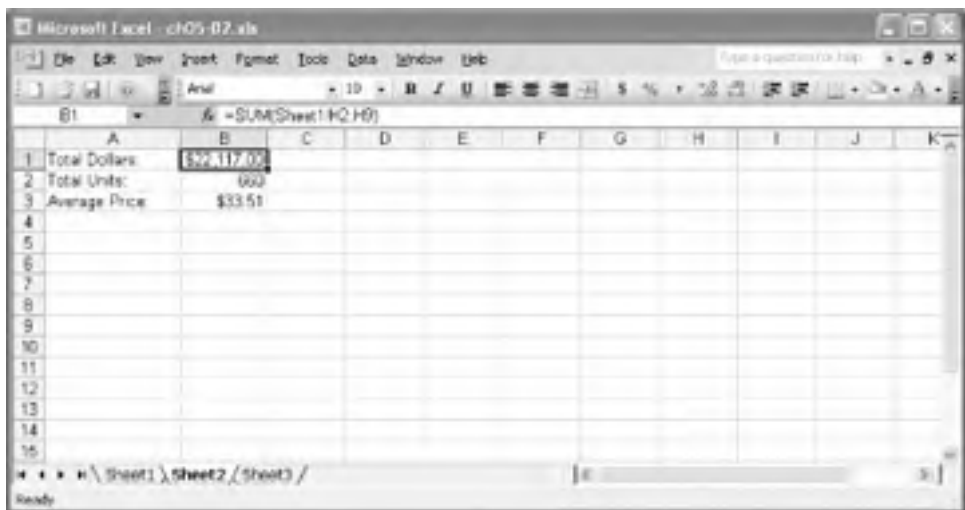 Microsoft Excel - ch05-02.xls
File Edit View Insert Format Tools Data Window Help Type a question for help
Arial 10 B I U $ % ,
B1 fx =SUM(Sheet1!H2:H9)
A B C D E F G H I J K
1 Total Dollars: $22,117.00
2 Total Units: 660
3 Average Price: $33.51
4
5
6
7
8
9
10
11
12
13
14
15
Sheet1 Sheet2 Sheet3
Ready